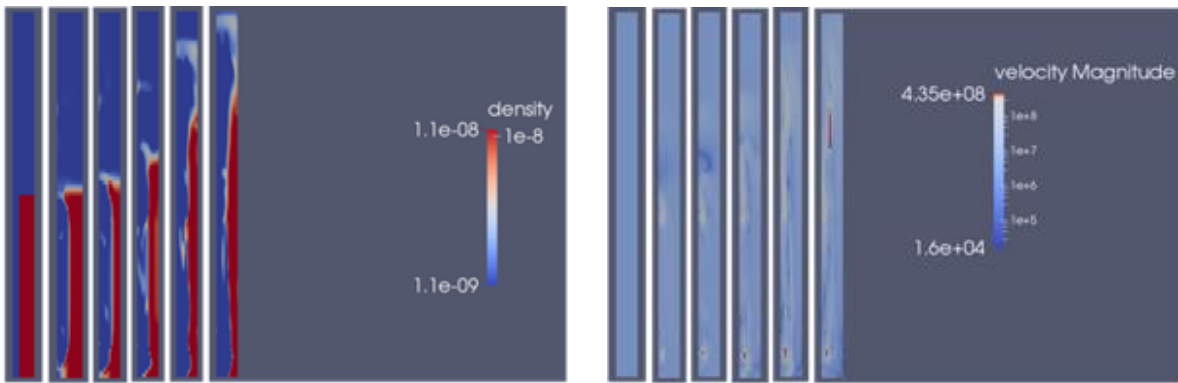 density
1.1e-08
1e-8
1.1e-09
velocity Magnitude
4.35e+08
1e+8
1e+7
1e+6
1e+5
1.6e+04